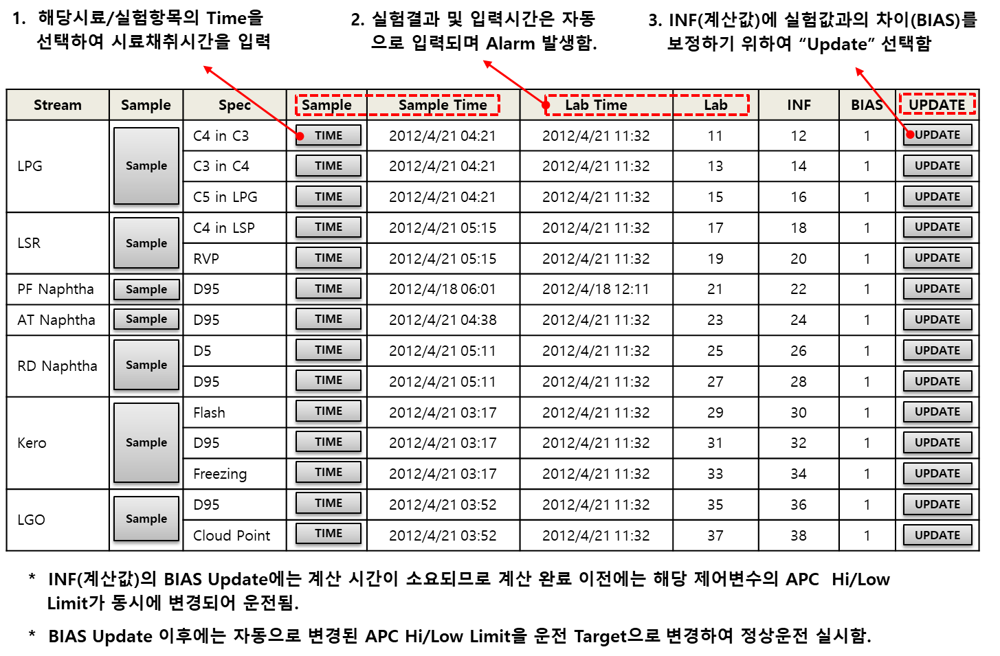 1. 해당시료/실험항목의 Time을
선택하여 시료채취시간을 입력
2. 실험결과 및 입력시간은 자동
으로 입력되며 Alarm 발생함.
3. INF(계산값)에 실험값과의 차이(BIAS)를
보정하기 위하여 “Update” 선택함
Stream Sample Spec Sample Sample Time Lab Time Lab INF BIAS UPDATE
LPG Sample C4 in C3 TIME 2012/4/21 04:21 2012/4/21 11:32 11 12 1 UPDATE
C3 in C4 TIME 2012/4/21 04:21 2012/4/21 11:32 13 14 1 UPDATE
C5 in LPG TIME 2012/4/21 04:21 2012/4/21 11:32 15 16 1 UPDATE
LSR Sample C4 in LSP TIME 2012/4/21 05:15 2012/4/21 11:32 17 18 1 UPDATE
RVP TIME 2012/4/21 05:15 2012/4/21 11:32 19 20 1 UPDATE
PF Naphtha Sample D95 TIME 2012/4/18 06:01 2012/4/18 12:11 21 22 1 UPDATE
AT Naphtha Sample D95 TIME 2012/4/21 04:38 2012/4/21 11:32 23 24 1 UPDATE
RD Naphtha Sample D5 TIME 2012/4/21 05:11 2012/4/21 11:32 25 26 1 UPDATE
D95 TIME 2012/4/21 05:11 2012/4/21 11:32 27 28 1 UPDATE
Kero Sample Flash TIME 2012/4/21 03:17 2012/4/21 11:32 29 30 1 UPDATE
D95 TIME 2012/4/21 03:17 2012/4/21 11:32 31 32 1 UPDATE
Freezing TIME 2012/4/21 03:17 2012/4/21 11:32 33 34 1 UPDATE
LGO Sample D95 TIME 2012/4/21 03:52 2012/4/21 11:32 35 36 1 UPDATE
Cloud Point TIME 2012/4/21 03:52 2012/4/21 11:32 37 38 1 UPDATE
* INF(계산값)의 BIAS Update에는 계산 시간이 소요되므로 계산 완료 이전에는 해당 제어변수의 APC Hi/Low
Limit가 동시에 변경되어 운전됨.
* BIAS Update 이후에는 자동으로 변경된 APC Hi/Low Limit을 운전 Target으로 변경하여 정상운전 실시함.